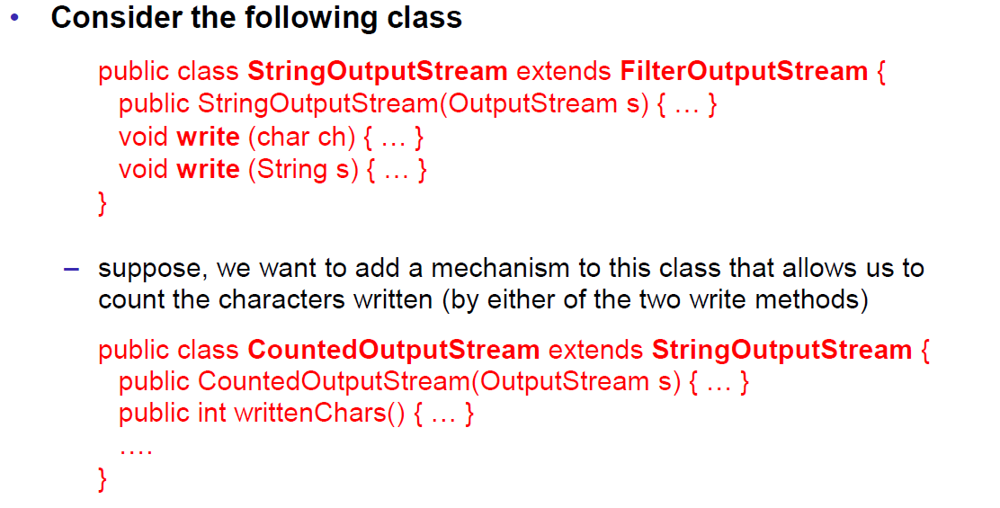 • Consider the following class
public class StringOutputStream extends FilterOutputStream {
public StringOutputStream(OutputStream s) { … }
void write (char ch) { … }
void write (String s) { … }
}
– suppose, we want to add a mechanism to this class that allows us to
count the characters written (by either of the two write methods)
public class CountedOutputStream extends StringOutputStream {
public CountedOutputStream(OutputStream s) { … }
public int writtenChars() { … }
….
}